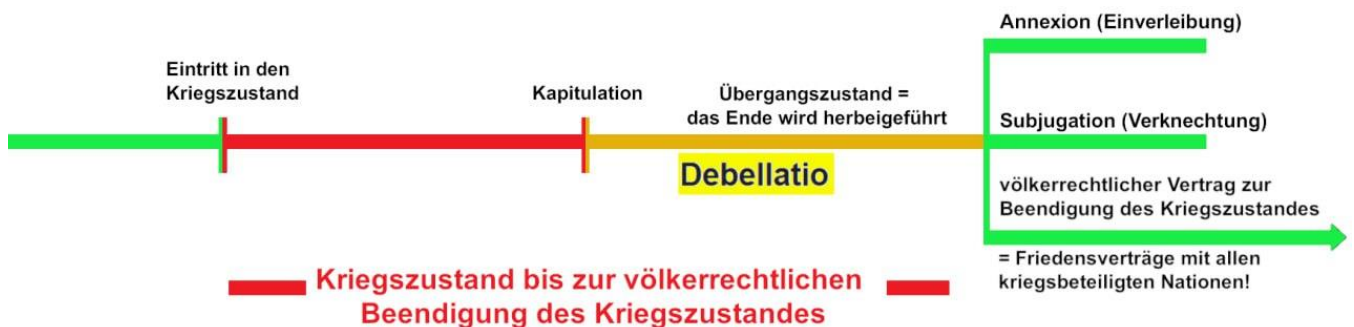 Eintritt in den
Kriegszustand
Kapitulation
Übergangszustand =
das Ende wird herbeigeführt
Debellatio
Annexion (Einverleibung)
Subjugation (Verknechtung)
völkerrechtlicher Vertrag zur
Beendigung des Kriegszustandes
= Friedensverträge mit allen
kriegsbeteiligten Nationen!
Kriegszustand bis zur völkerrechtlichen
Beendigung des Kriegszustandes